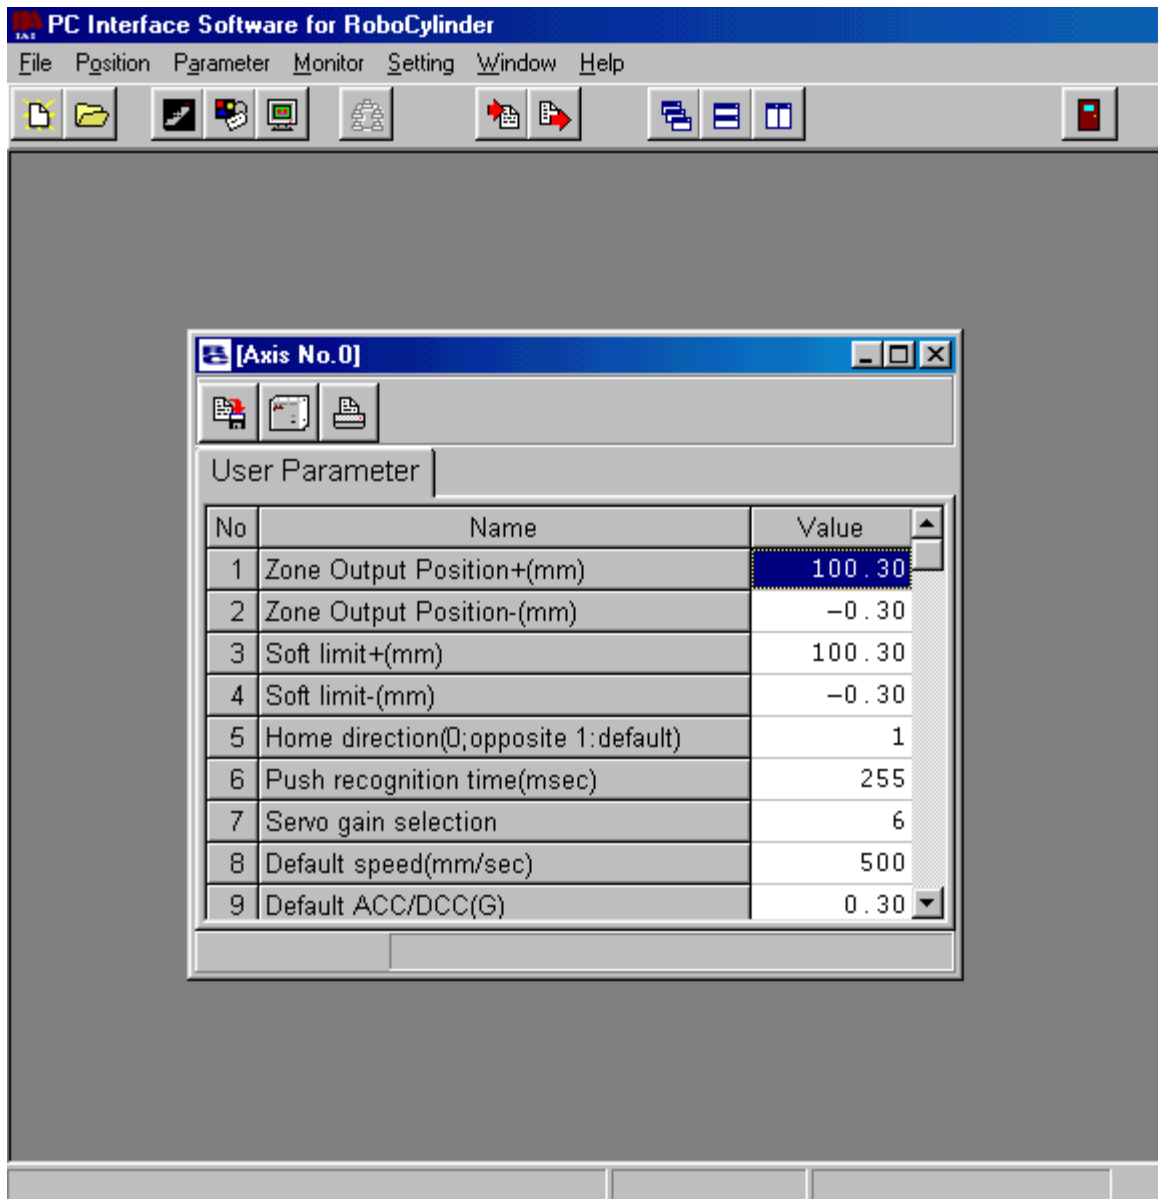 PC Interface Software for RoboCylinder
File Position Parameter Monitor Setting Window Help
[Axis No.0]
User Parameter
No Name Value
1 Zone Output Position+(mm) 100.30
2 Zone Output Position-(mm) -0.30
3 Soft limit+(mm) 100.30
4 Soft limit-(mm) -0.30
5 Home direction(0;opposite 1:default) 1
6 Push recognition time(msec) 255
7 Servo gain selection 6
8 Default speed(mm/sec) 500
9 Default ACC/DCC(G) 0.30